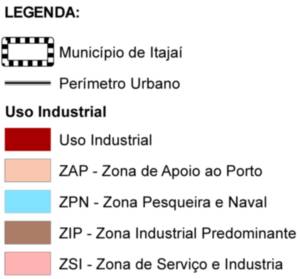 LEGENDA:
Município de Itajaí
Perímetro Urbano
Uso Industrial
Uso Industrial
ZAP - Zona de Apoio ao Porto
ZPN - Zona Pesqueira e Naval
ZIP - Zona Industrial Predominante
ZSI - Zona de Serviço e Industria